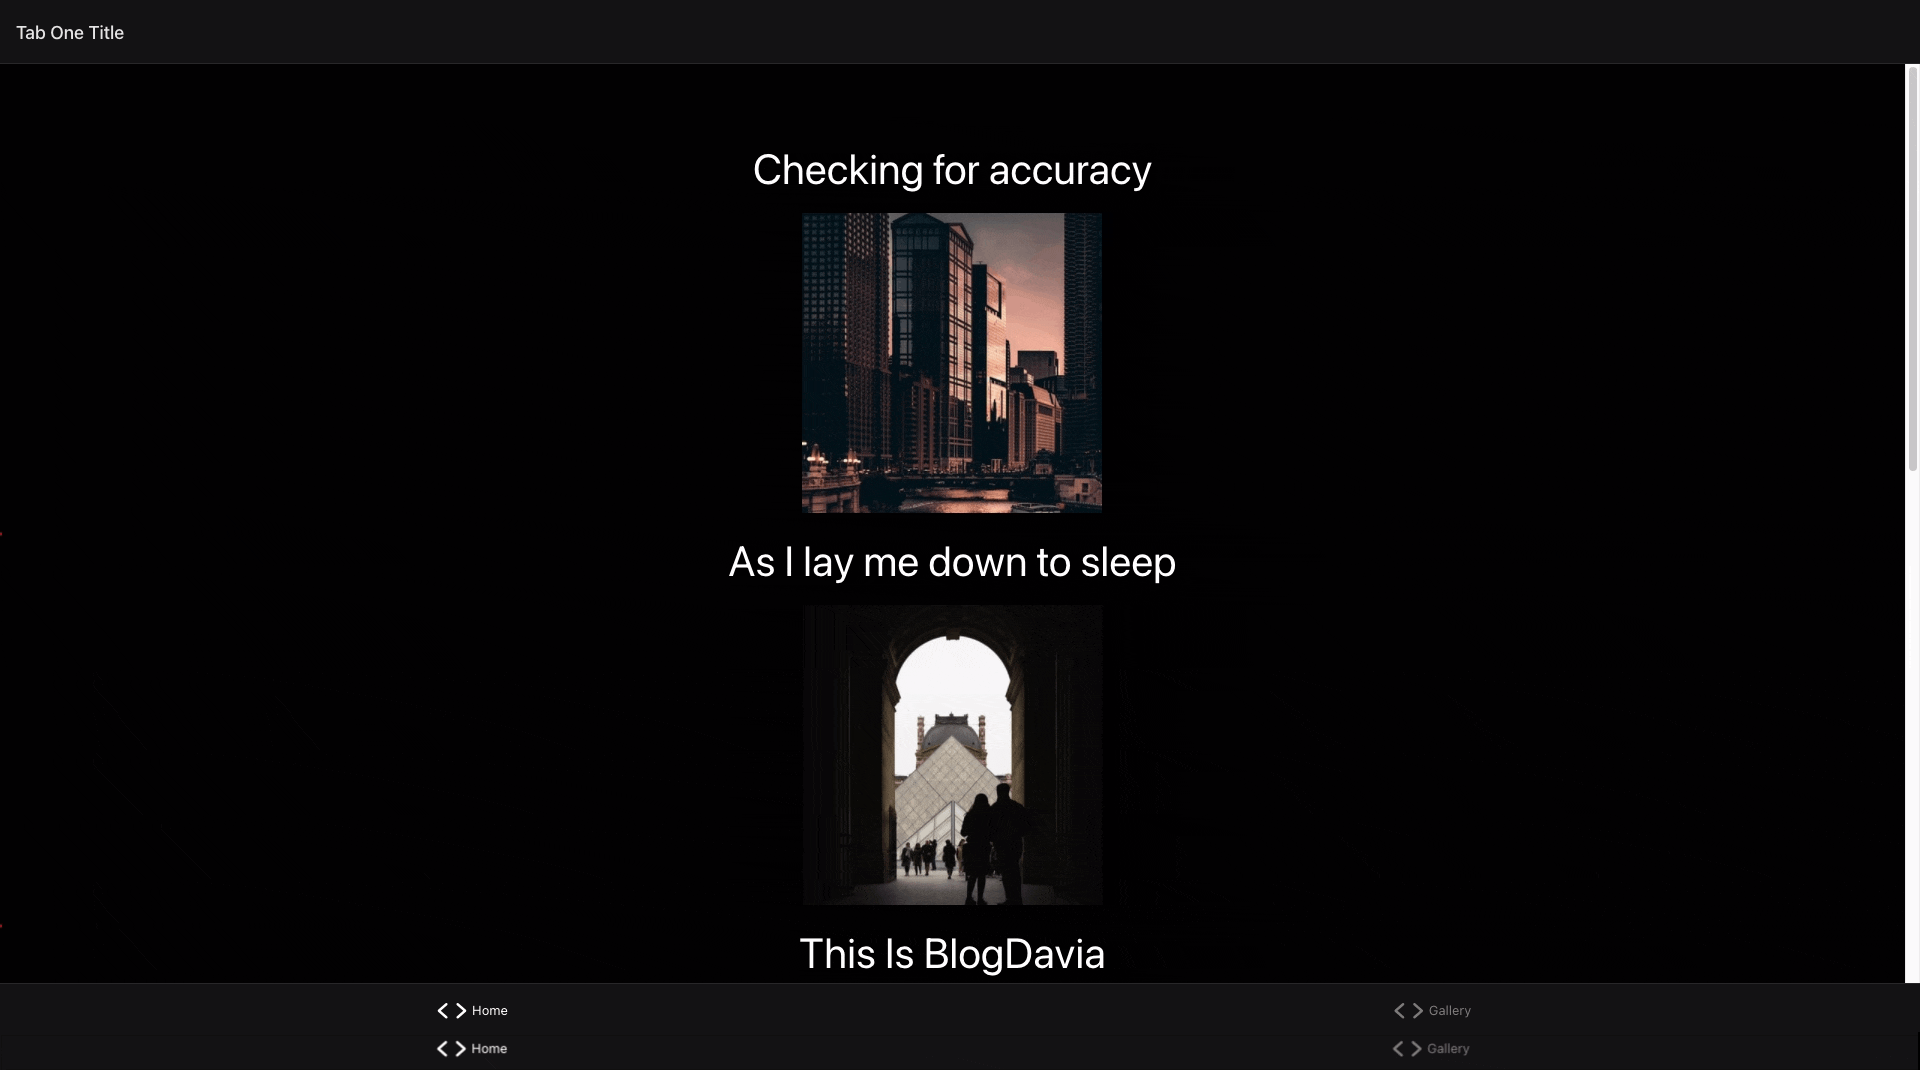 Tab One Title
Checking for accuracy
As I lay me down to sleep
This Is BlogDavia
Home
Gallery
Home
Gallery